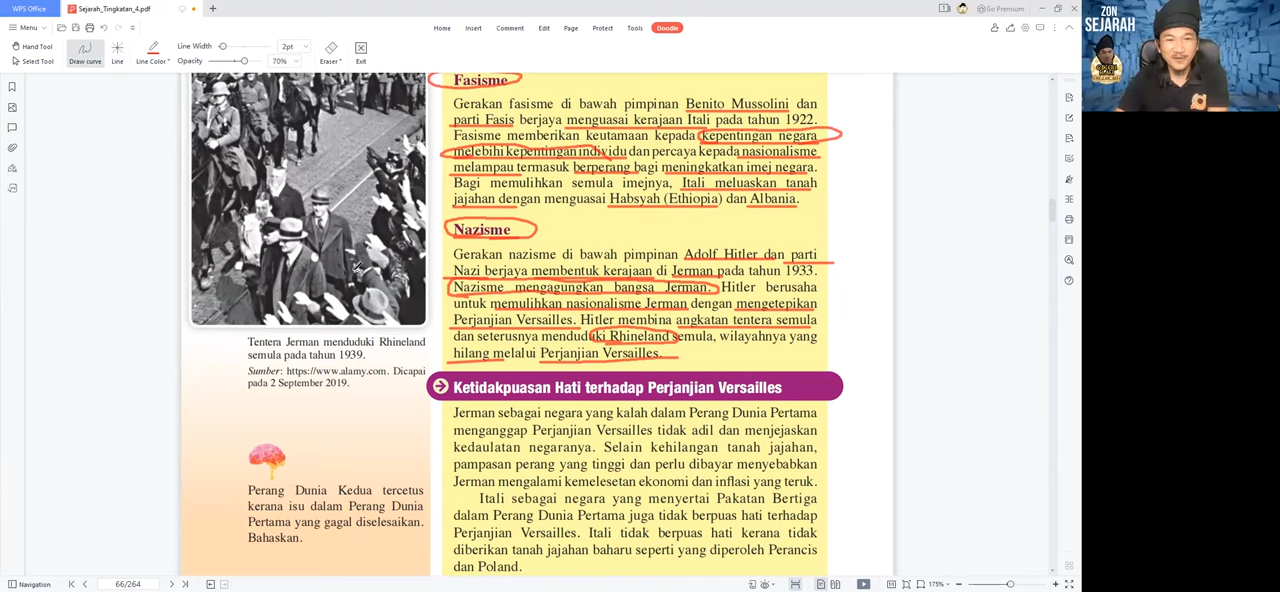 WPS Office
Sejarah_Tingkatan_4.pdf
Go Premium
Menu
Home
Insert
Comment
Edit
Page
Protect
Tools
Doodle
Hand Tool
Select Tool
Draw curve
Line
Line Color
Line Width
2pt
Opacity
70%
Eraser
Exit
ZON
SEJARAH
Fasisme
Gerakan fasisme di bawah pimpinan Benito Mussolini dan
parti Fasis berjaya menguasai kerajaan Itali pada tahun 1922.
Fasisme memberikan keutamaan kepada kepentingan negara
melebihi kepentingan individu dan percaya kepada nasionalisme
melampau termasuk berperang bagi meningkatkan imej negara.
Bagi memulihkan semula imejnya, Itali meluaskan tanah
jajahan dengan menguasai Habsyah (Ethiopia) dan Albania.
Nazisme
Gerakan nazisme di bawah pimpinan Adolf Hitler dan parti
Nazi berjaya membentuk kerajaan di Jerman pada tahun 1933.
Nazisme mengagungkan bangsa Jerman. Hitler berusaha
untuk memulihkan nasionalisme Jerman dengan mengetepikan
Perjanjian Versailles. Hitler membina angkatan tentera semula
dan seterusnya menduduki Rhineland semula, wilayahnya yang
hilang melalui Perjanjian Versailles.
Tentera Jerman menduduki Rhineland
semula pada tahun 1939.
Sumber: https://www.alamy.com. Dicapai
pada 2 September 2019.
Ketidakpuasan Hati terhadap Perjanjian Versailles
Jerman sebagai negara yang kalah dalam Perang Dunia Pertama
menganggap Perjanjian Versailles tidak adil dan menjejaskan
kedaulatan negaranya. Selain kehilangan tanah jajahan,
pampasan perang yang tinggi dan perlu dibayar menyebabkan
Jerman mengalami kemelesetan ekonomi dan inflasi yang teruk.
Itali sebagai negara yang menyertai Pakatan Bertiga
dalam Perang Dunia Pertama juga tidak berpuas hati terhadap
Perjanjian Versailles. Itali tidak berpuas hati kerana tidak
diberikan tanah jajahan baharu seperti yang diperoleh Perancis
dan Poland.
Perang Dunia Kedua tercetus
kerana isu dalam Perang Dunia
Pertama yang gagal diselesaikan.
Bahaskan.
Navigation
66/264
175%